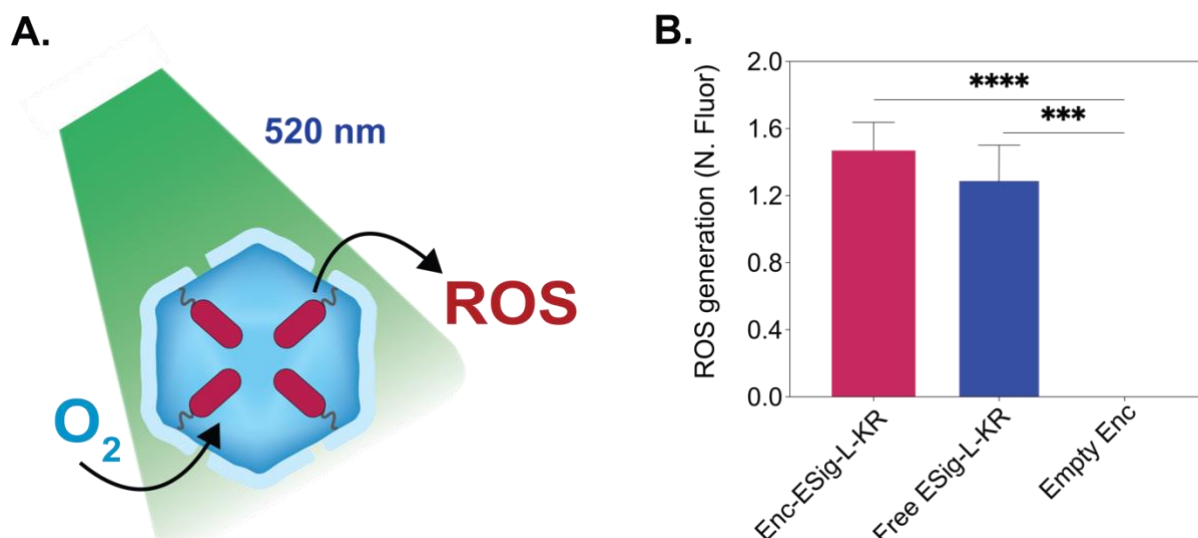 A.
520 nm
ROS
O₂
B.
ROS generation (N. Fluor)
2.0
1.6
1.2
0.8
0.4
0.0
****
***
Enc-ESig-L-KR
Free ESig-L-KR
Empty Enc